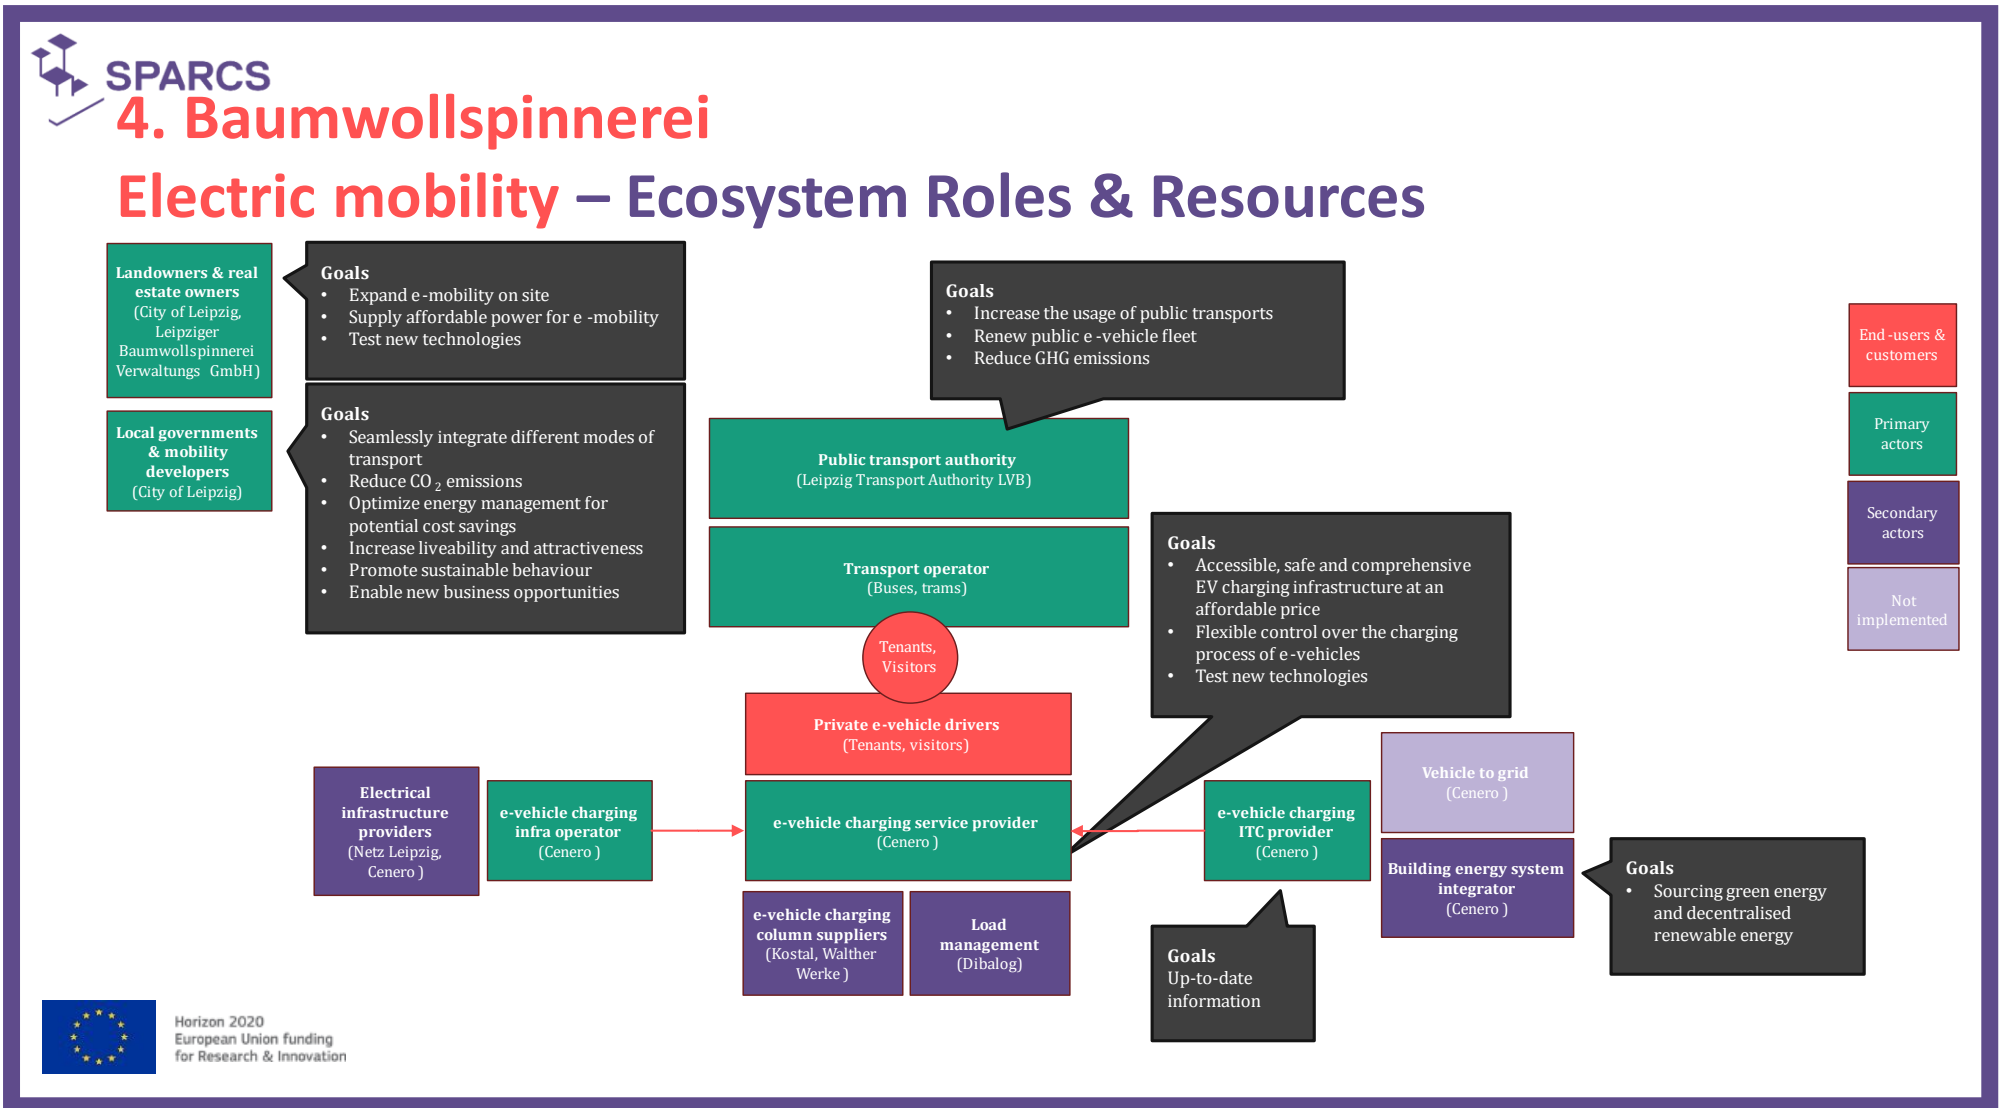 SPARCS
4. Baumwollspinnerei
Electric mobility – Ecosystem Roles & Resources
Landowners & real
estate owners
(City of Leipzig,
Leipziger
Baumwollspinnerei
Verwaltungs GmbH)
Goals
• Expand e-mobility on site
• Supply affordable power for e-mobility
• Test new technologies
Local governments
& mobility
developers
(City of Leipzig)
Goals
• Seamlessly integrate different modes of
transport
• Reduce CO2 emissions
• Optimize energy management for
potential cost savings
• Increase liveability and attractiveness
• Promote sustainable behaviour
• Enable new business opportunities
Goals
• Increase the usage of public transports
• Renew public e-vehicle fleet
• Reduce GHG emissions
Public transport authority
(Leipzig Transport Authority LVB)
Transport operator
(Buses, trams)
Tenants,
Visitors
Private e-vehicle drivers
(Tenants, visitors)
Goals
• Accessible, safe and comprehensive
EV charging infrastructure at an
affordable price
• Flexible control over the charging
process of e-vehicles
• Test new technologies
End-users &
customers
Primary
actors
Secondary
actors
Not
implemented
Electrical
infrastructure
providers
(Netz Leipzig,
Cenero)
e-vehicle charging
infra operator
(Cenero)
e-vehicle charging service provider
(Cenero)
e-vehicle charging
ITC provider
(Cenero)
Vehicle to grid
(Cenero)
Building energy system
integrator
(Cenero)
Goals
• Sourcing green energy
and decentralised
renewable energy
e-vehicle charging
column suppliers
(Kostal, Walther
Werke)
Load
management
(Dibalog)
Goals
Up-to-date
information
Horizon 2020
European Union funding
for Research & Innovation